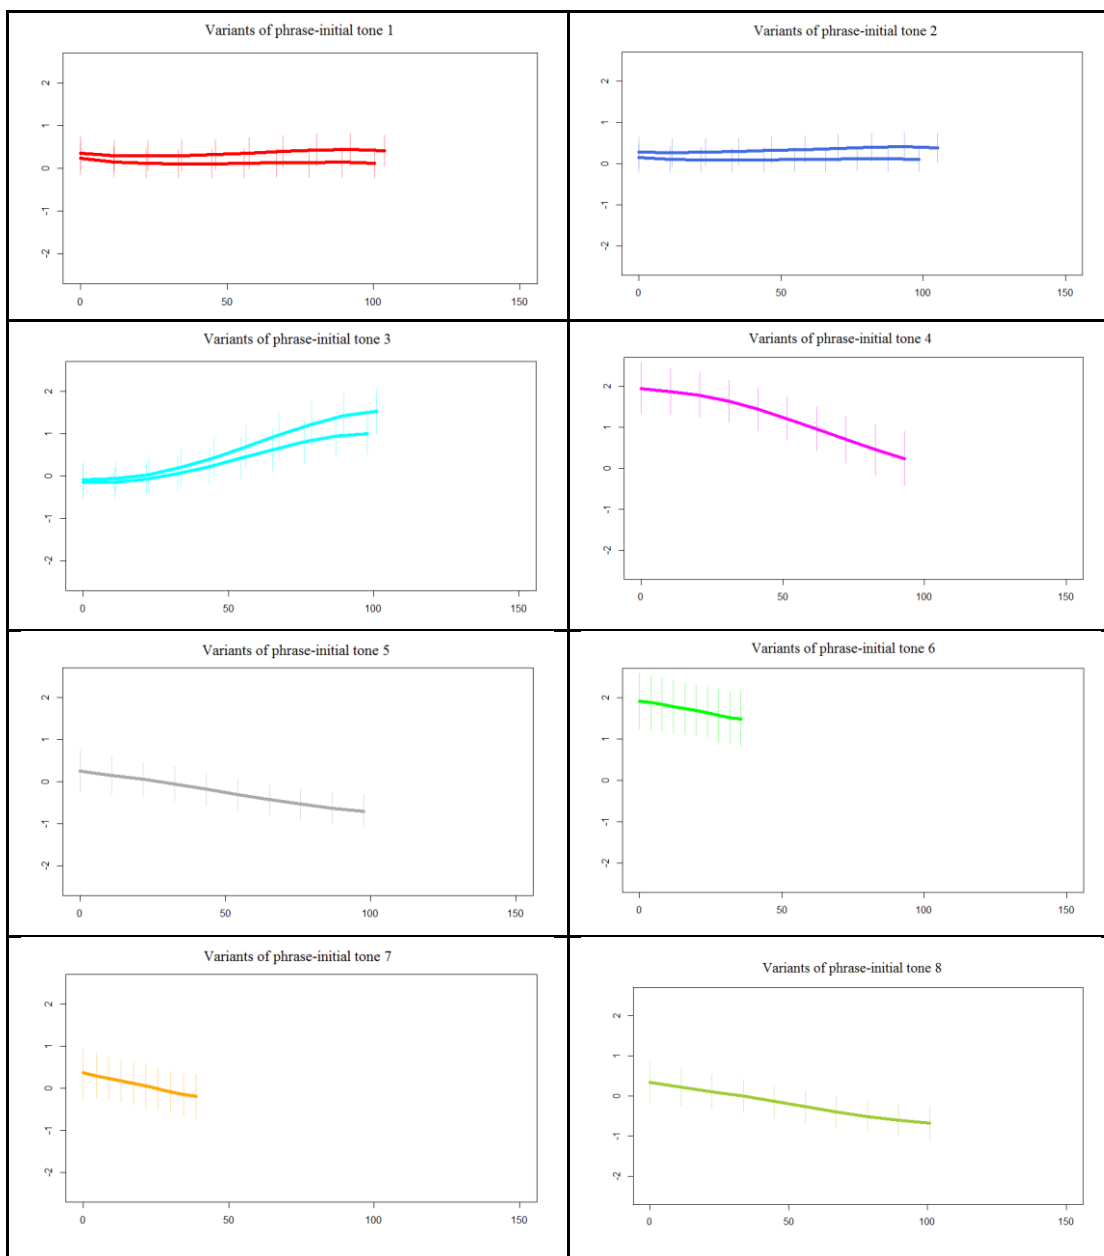 Variants of phrase-initial tone 1
2
1
0
-1
-2
0 50 100 150
Variants of phrase-initial tone 2
2
1
0
-1
-2
0 50 100 150
Variants of phrase-initial tone 3
2
1
0
-1
-2
0 50 100 150
Variants of phrase-initial tone 4
2
1
0
-1
-2
0 50 100 150
Variants of phrase-initial tone 5
2
1
0
-1
-2
0 50 100 150
Variants of phrase-initial tone 6
2
1
0
-1
-2
0 50 100 150
Variants of phrase-initial tone 7
2
1
0
-1
-2
0 50 100 150
Variants of phrase-initial tone 8
2
1
0
-1
-2
0 50 100 150